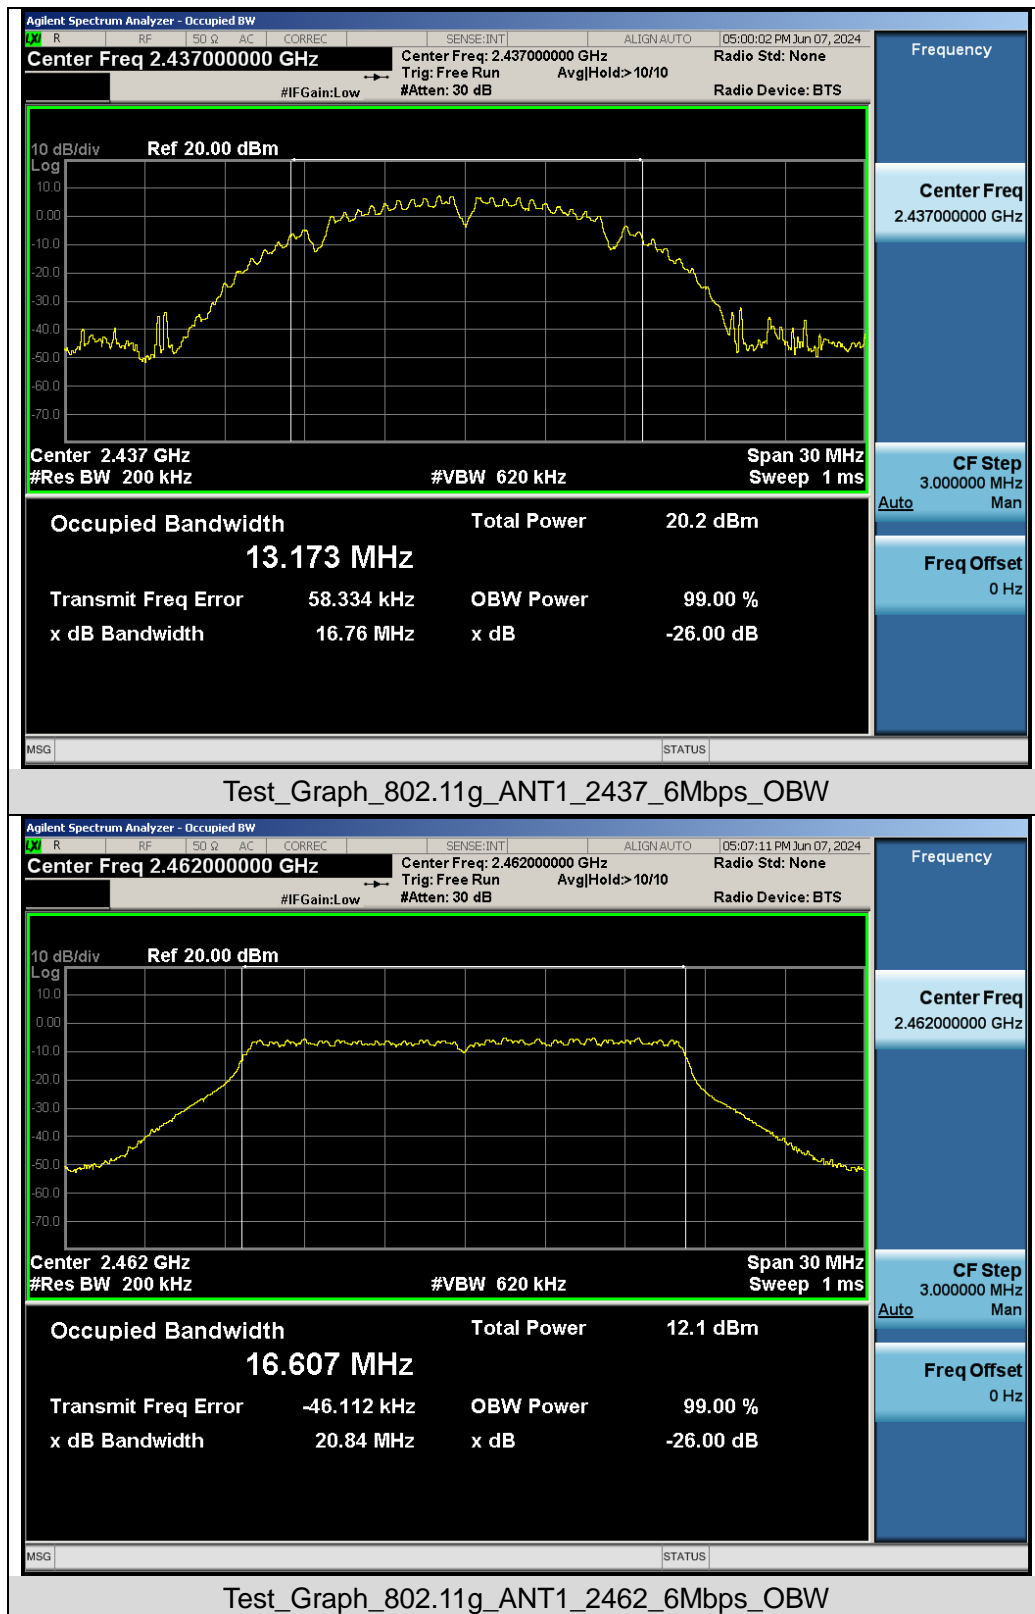 Agilent Spectrum Analyzer - Occupied BW
LXI R RF 50 Ω AC CORREC SENSE:INT ALIGN AUTO 05:00:02 PM Jun 07, 2024
Center Freq 2.437000000 GHz Center Freq: 2.437000000 GHz Radio Std: None
Trig: Free Run Avg|Hold:> 10/10
#IFGain:Low #Atten: 30 dB Radio Device: BTS
Frequency
10 dB/div Ref 20.00 dBm
Log
10.0
0.00
-10.0
-20.0
-30.0
-40.0
-50.0
-60.0
-70.0
Center Freq
2.437000000 GHz
Center 2.437 GHz Span 30 MHz
#Res BW 200 kHz #VBW 620 kHz Sweep 1 ms
CF Step
3.000000 MHz
Auto Man
Occupied Bandwidth Total Power 20.2 dBm
13.173 MHz
Transmit Freq Error 58.334 kHz OBW Power 99.00 %
x dB Bandwidth 16.76 MHz x dB -26.00 dB
Freq Offset
0 Hz
MSG STATUS
Test_Graph_802.11g_ANT1_2437_6Mbps_OBW
Agilent Spectrum Analyzer - Occupied BW
LXI R RF 50 Ω AC CORREC SENSE:INT ALIGN AUTO 05:07:11 PM Jun 07, 2024
Center Freq 2.462000000 GHz Center Freq: 2.462000000 GHz Radio Std: None
Trig: Free Run Avg|Hold:> 10/10
#IFGain:Low #Atten: 30 dB Radio Device: BTS
Frequency
10 dB/div Ref 20.00 dBm
Log
10.0
0.00
-10.0
-20.0
-30.0
-40.0
-50.0
-60.0
-70.0
Center Freq
2.462000000 GHz
Center 2.462 GHz Span 30 MHz
#Res BW 200 kHz #VBW 620 kHz Sweep 1 ms
CF Step
3.000000 MHz
Auto Man
Occupied Bandwidth Total Power 12.1 dBm
16.607 MHz
Transmit Freq Error -46.112 kHz OBW Power 99.00 %
x dB Bandwidth 20.84 MHz x dB -26.00 dB
Freq Offset
0 Hz
MSG STATUS
Test_Graph_802.11g_ANT1_2462_6Mbps_OBW